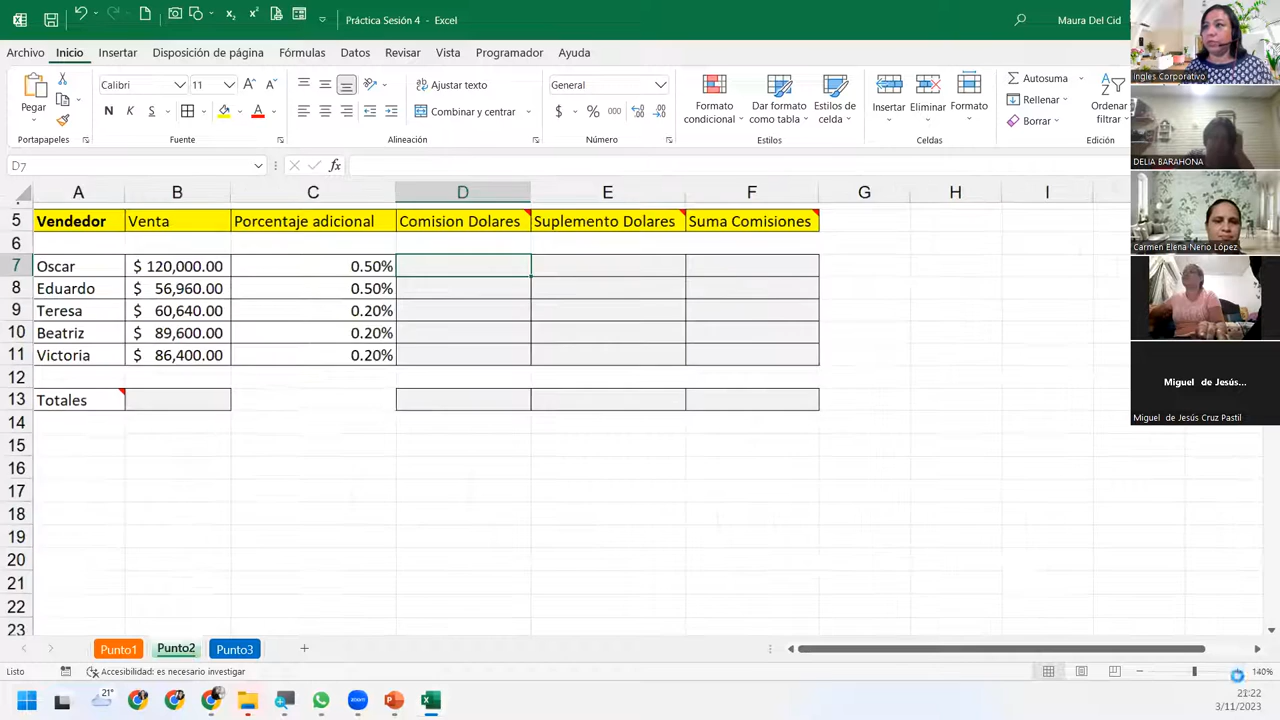 Práctica Sesión 4 - Excel
Maura Del Cid
Archivo Inicio Insertar Disposición de página Fórmulas Datos Revisar Vista Programador Ayuda
Pegar
Calibri 11
N K S
Ajustar texto
Combinar y centrar
General
$ % 000
Formato condicional
Dar formato como tabla
Estilos de celda
Insertar Eliminar Formato
Autosuma
Rellenar
Borrar
Ordenar
filtrar
Portapapeles Fuente Alineación Número Estilos Celdas Edición
D7 fx
A B C D E F G H I
5 Vendedor Venta Porcentaje adicional Comision Dolares Suplemento Dolares Suma Comisiones
6
7 Oscar $ 120,000.00 0.50%
8 Eduardo $ 56,960.00 0.50%
9 Teresa $ 60,640.00 0.20%
10 Beatriz $ 89,600.00 0.20%
11 Victoria $ 86,400.00 0.20%
12
13 Totales
14
15
16
17
18
19
20
21
22
23
Punto1 Punto2 Punto3
Listo Accesibilidad: es necesario investigar 140%
21°
21:22
3/11/2023
Ingles Corporativo
DELIA BARAHONA
Carmen Elena Nerio López
Miguel de Jesús...
Miguel de Jesús Cruz Pastil